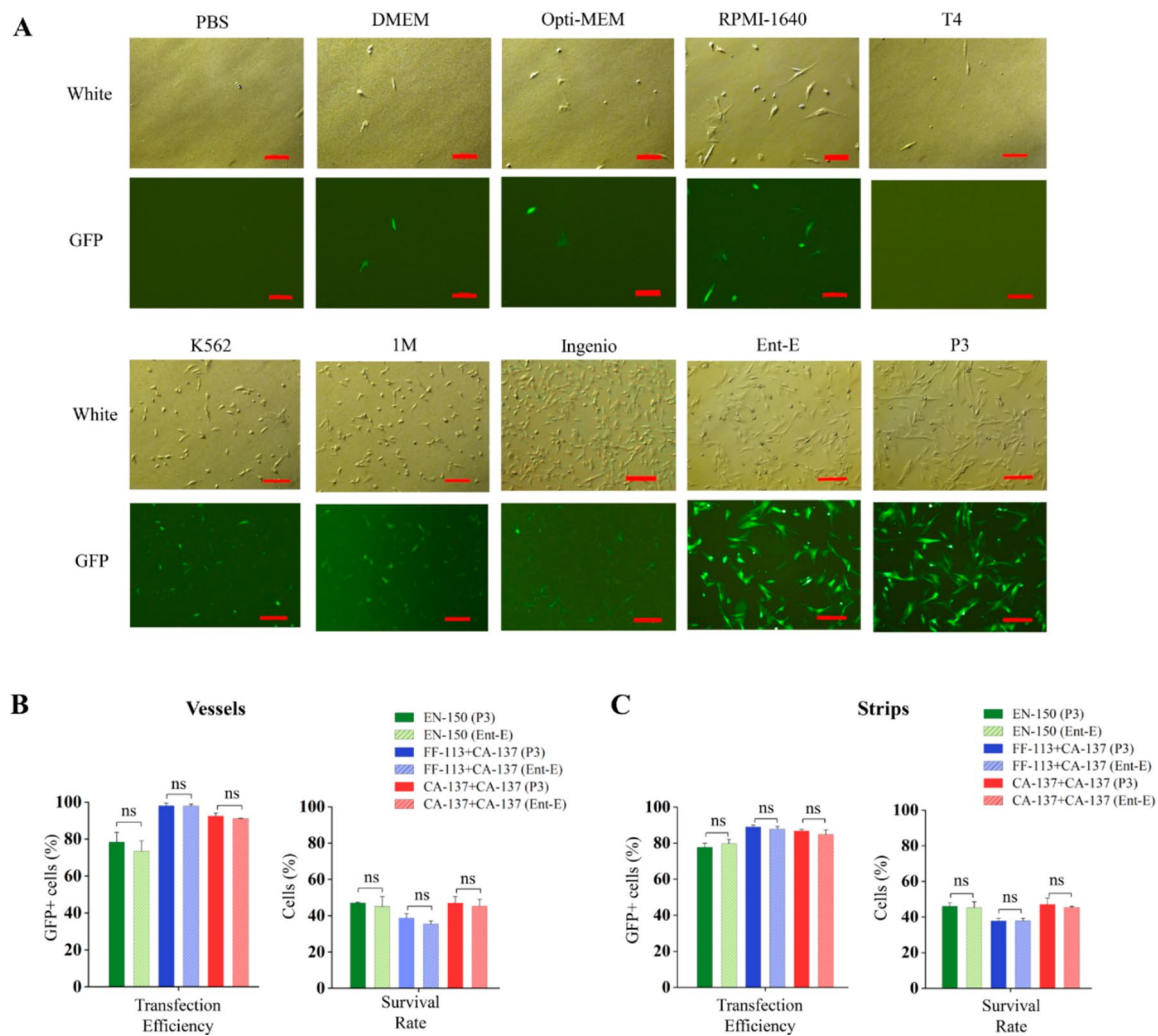 A
PBS DMEM Opti-MEM RPMI-1640 T4
White
GFP
K562 1M Ingenio Ent-E P3
White
GFP
B Vessels
EN-150 (P3)
EN-150 (Ent-E)
FF-113+CA-137 (P3)
FF-113+CA-137 (Ent-E)
CA-137+CA-137 (P3)
CA-137+CA-137 (Ent-E)
GFP+ cells (%)
100
80
60
40
20
0
ns ns ns
Transfection
Efficiency
Cells (%)
100
80
60
40
20
0
ns ns ns
Survival
Rate
C Strips
EN-150 (P3)
EN-150 (Ent-E)
FF-113+CA-137 (P3)
FF-113+CA-137 (Ent-E)
CA-137+CA-137 (P3)
CA-137+CA-137 (Ent-E)
GFP+ cells (%)
100
80
60
40
20
0
ns ns ns
Transfection
Efficiency
Cells (%)
100
80
60
40
20
0
ns ns ns
Survival
Rate